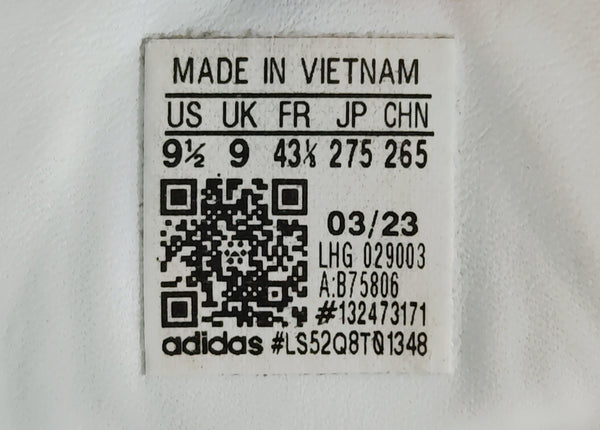 MADE IN VIETNAM
US UK FR JP CHN
9½ 9 43⅓ 275 265
03/23
LHG 029003
A:B75806
#132473171
adidas #LS52Q8T01348